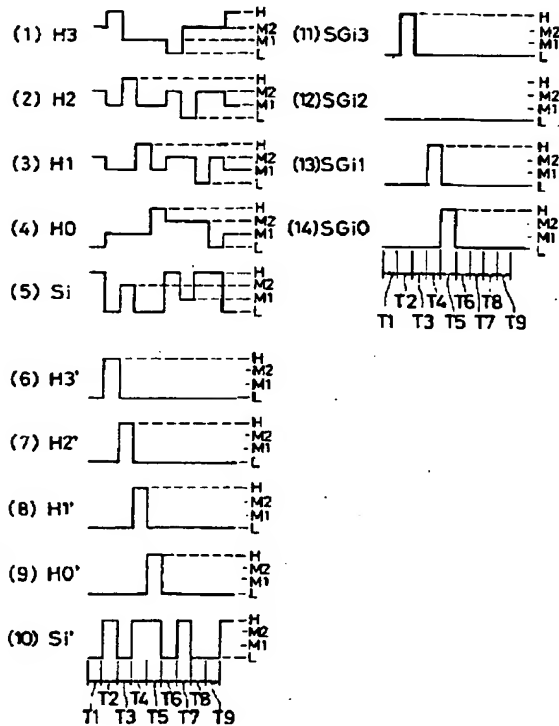 (1) H3
H
M2
M1
L
(2) H2
H
M2
M1
L
(3) H1
H
M2
M1
L
(4) H0
H
M2
M1
L
(5) Si
H
M2
M1
L
(6) H3'
H
M2
M1
L
(7) H2'
H
M2
M1
L
(8) H1'
H
M2
M1
L
(9) H0'
H
M2
M1
L
(10) Si'
H
M2
M1
L
T2 T4 T6 T8
T1 T3 T5 T7 T9
(11) SGi3
H
M2
M1
L
(12) SGi2
H
M2
M1
L
(13) SGi1
H
M2
M1
L
(14) SGi0
H
M2
M1
L
T2 T4 T6 T8
T1 T3 T5 T7 T9